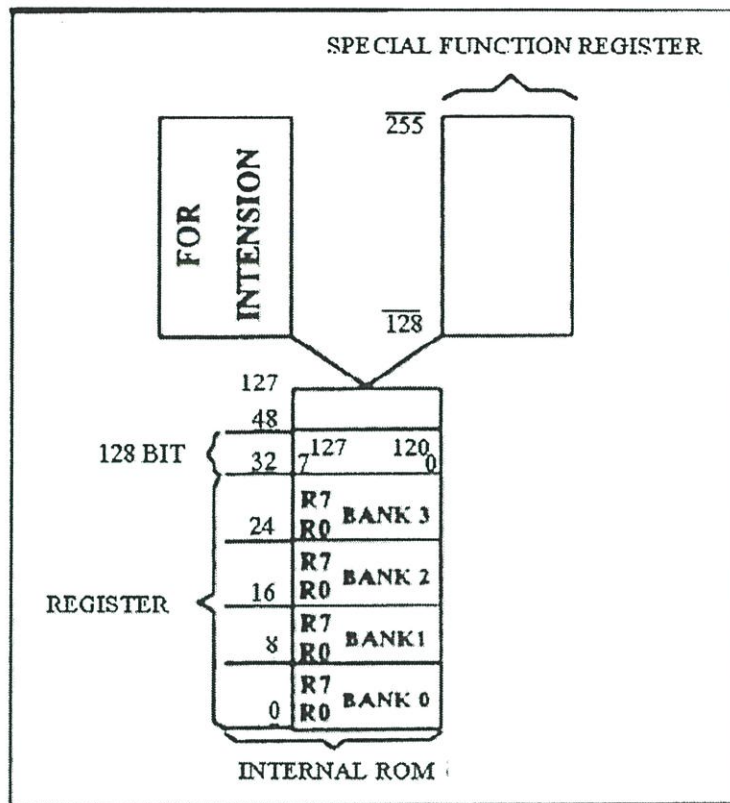 SPECIAL FUNCTION REGISTER
255
FOR
INTENSION
128
127
48
128 BIT
127 120
32 7 0
R7
BANK 3
24 R0
R7
BANK 2
16 R0
REGISTER
R7
BANK1
8 R0
R7
BANK 0
0 R0
INTERNAL ROM